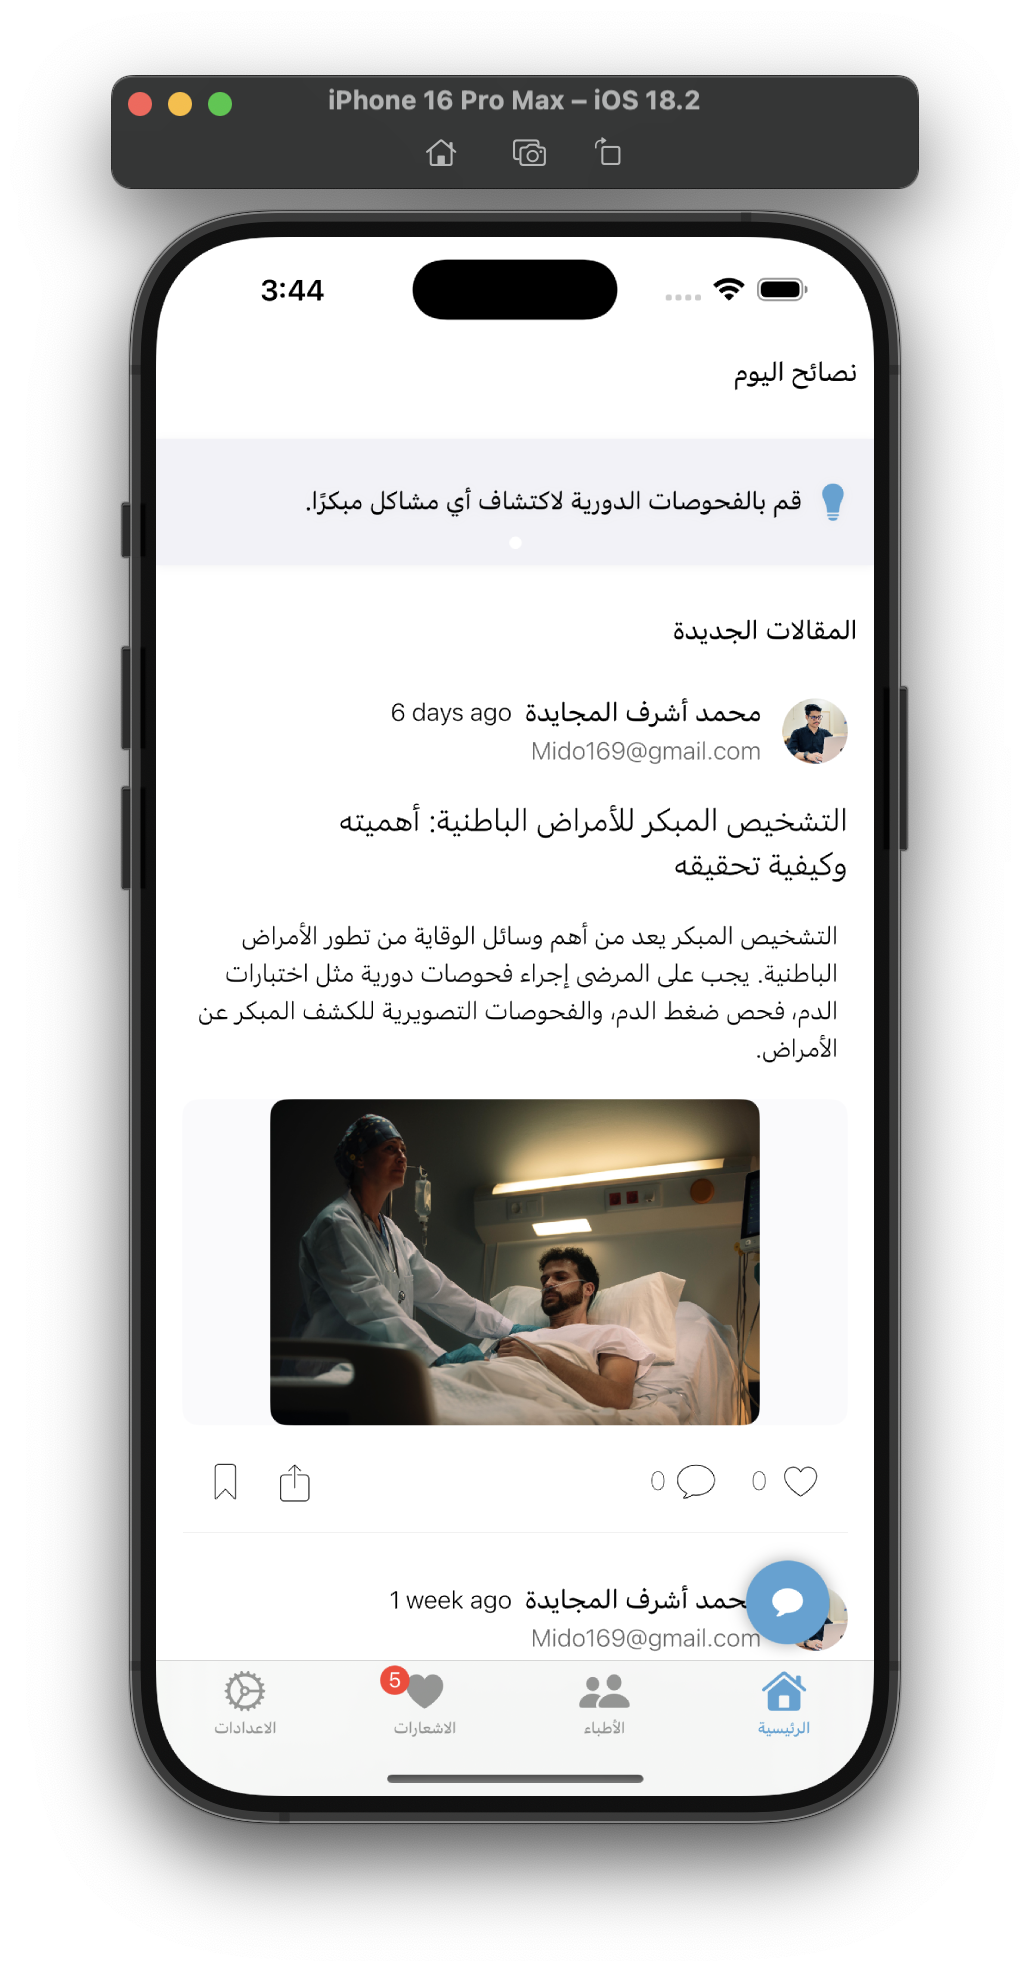 iPhone 16 Pro Max – iOS 18.2
3:44
نصائح اليوم
قم بالفحوصات الدورية لاكتشاف أي مشاكل مبكرًا.
المقالات الجديدة
محمد أشرف المجايدة 6 days ago
Mido169@gmail.com
التشخيص المبكر للأمراض الباطنية: أهميته
وكيفية تحقيقه
التشخيص المبكر يعد من أهم وسائل الوقاية من تطور الأمراض
الباطنية. يجب على المرضى إجراء فحوصات دورية مثل اختبارات
الدم، فحص ضغط الدم، والفحوصات التصويرية للكشف المبكر عن
الأمراض.
0 0
حمد أشرف المجايدة 1 week ago
Mido169@gmail.com
5
الرئيسية الأطباء الاشعارات الاعدادات